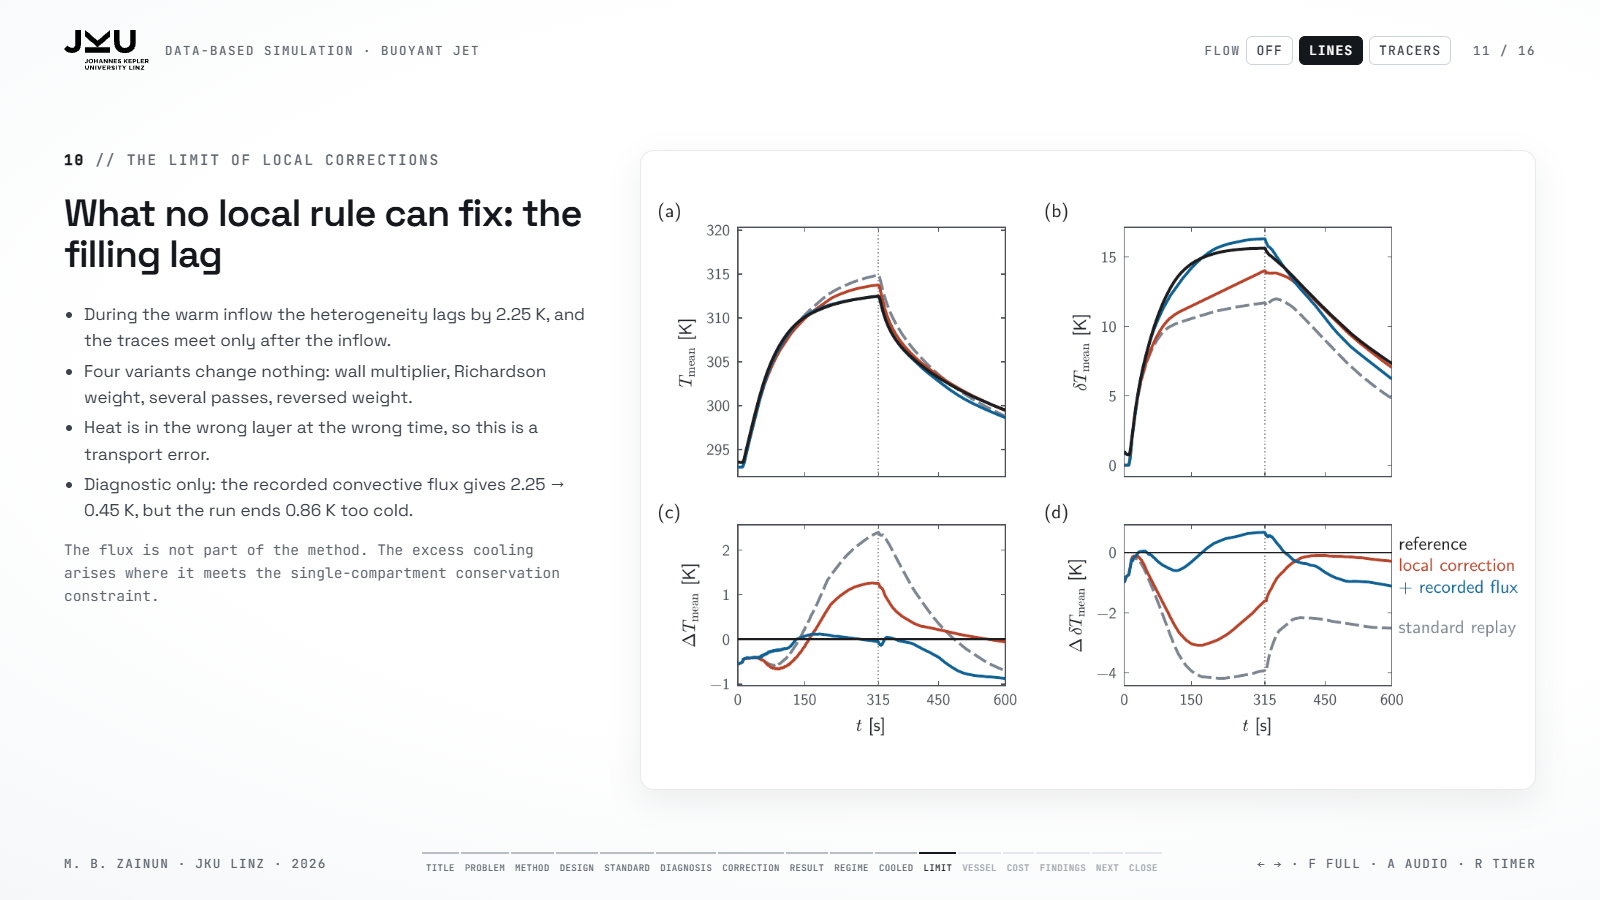 JKU
JOHANNES KEPLER
UNIVERSITY LINZ
DATA-BASED SIMULATION · BUOYANT JET
FLOW OFF LINES TRACERS 11 / 16
10 // THE LIMIT OF LOCAL CORRECTIONS
What no local rule can fix: the
filling lag
• During the warm inflow the heterogeneity lags by 2.25 K, and
the traces meet only after the inflow.
• Four variants change nothing: wall multiplier, Richardson
weight, several passes, reversed weight.
• Heat is in the wrong layer at the wrong time, so this is a
transport error.
• Diagnostic only: the recorded convective flux gives 2.25 →
0.45 K, but the run ends 0.86 K too cold.
The flux is not part of the method. The excess cooling
arises where it meets the single-compartment conservation
constraint.
(a)
320
315
310
305
300
295
T_mean [K]
(b)
15
10
5
0
δT_mean [K]
(c)
2
1
0
−1
ΔT_mean [K]
0 150 315 450 600
t [s]
(d)
0
−2
−4
Δ δT_mean [K]
0 150 315 450 600
t [s]
reference
local correction
+ recorded flux
standard replay
M. B. ZAINUN · JKU LINZ · 2026
TITLE PROBLEM METHOD DESIGN STANDARD DIAGNOSIS CORRECTION RESULT REGIME COOLED LIMIT VESSEL COST FINDINGS NEXT CLOSE
← → · F FULL · A AUDIO · R TIMER